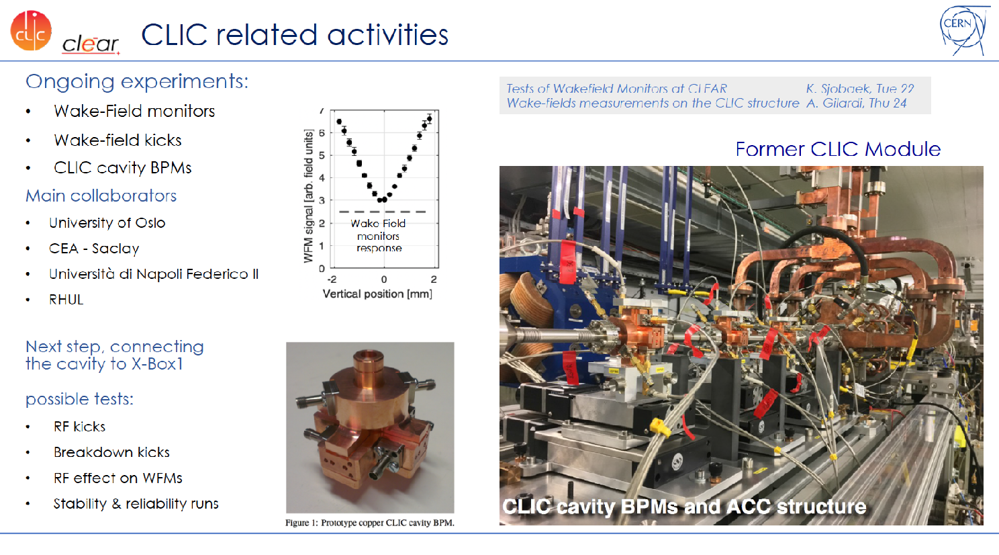 CLIC
clear
CLIC related activities
CERN
Ongoing experiments:
• Wake-Field monitors
• Wake-field kicks
• CLIC cavity BPMs
Main collaborators
• University of Oslo
• CEA - Saclay
• Università di Napoli Federico II
• RHUL
Next step, connecting
the cavity to X-Box1
possible tests:
• RF kicks
• Breakdown kicks
• RF effect on WFMs
• Stability & reliability runs
WFM signal [arb. field units]
7
6
5
4
3
2
1
0
Wake Field
monitors
response
-2 0 2
Vertical position [mm]
Figure 1: Prototype copper CLIC cavity BPM.
Tests of Wakefield Monitors at CLEAR K. Sjobaek, Tue 22
Wake-fields measurements on the CLIC structure A. Gilardi, Thu 24
Former CLIC Module
CLIC cavity BPMs and ACC structure